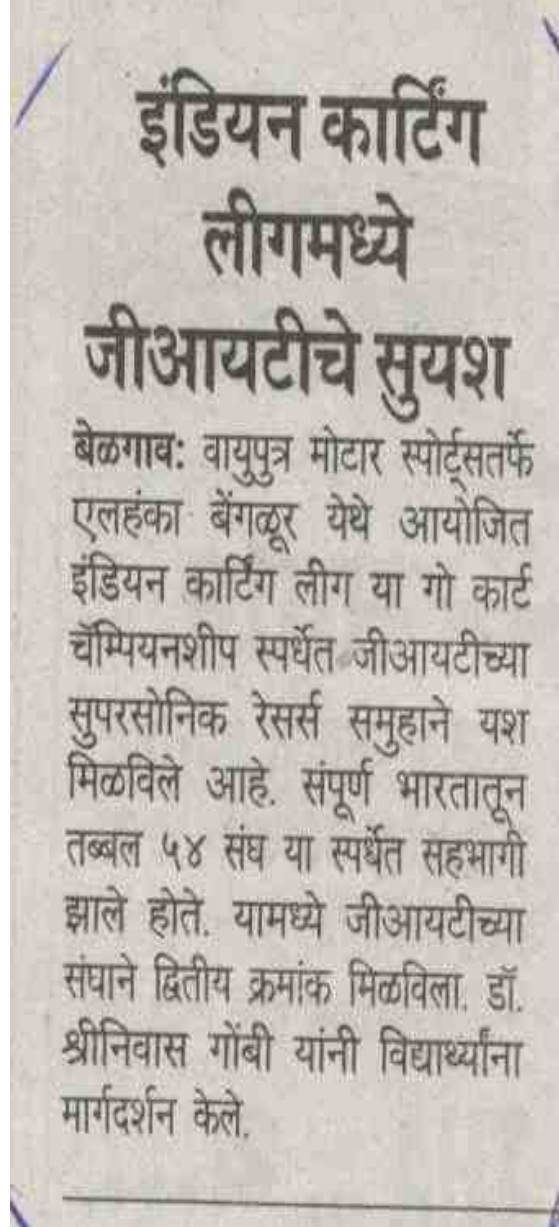 इंडियन कार्टिंग
लीगमध्ये
जीआयटीचे सुयश
बेळगाव: वायुपुत्र मोटार स्पोर्ट्सतर्फे
एलहंका बेंगळूर येथे आयोजित
इंडियन कार्टिंग लीग या गो कार्ट
चॅम्पियनशीप स्पर्धेत जीआयटीच्या
सुपरसोनिक रेसर्स समुहाने यश
मिळविले आहे. संपूर्ण भारतातून
तब्बल ५४ संघ या स्पर्धेत सहभागी
झाले होते. यामध्ये जीआयटीच्या
संघाने द्वितीय क्रमांक मिळविला. डॉ.
श्रीनिवास गोंबी यांनी विद्यार्थ्यांना
मार्गदर्शन केले.